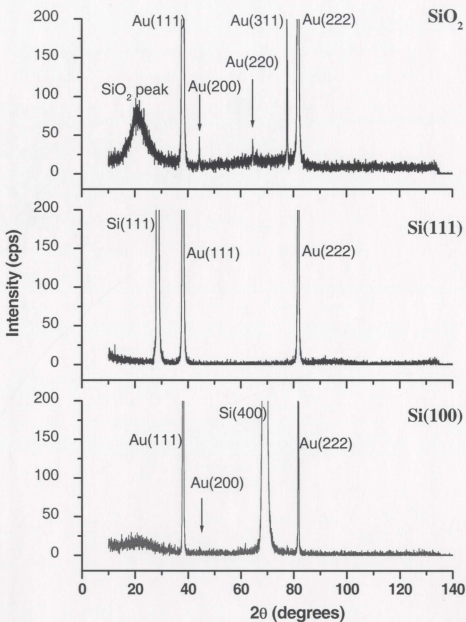 SiO₂
200
150
100
50
0
Au(111)
Au(311)
Au(222)
Au(220)
SiO₂ peak
Au(200)
Si(111)
200
150
100
50
0
Si(111)
Au(111)
Au(222)
Intensity (cps)
Si(100)
200
150
100
50
0
Si(400)
Au(111)
Au(222)
Au(200)
0 20 40 60 80 100 120 140
2θ (degrees)